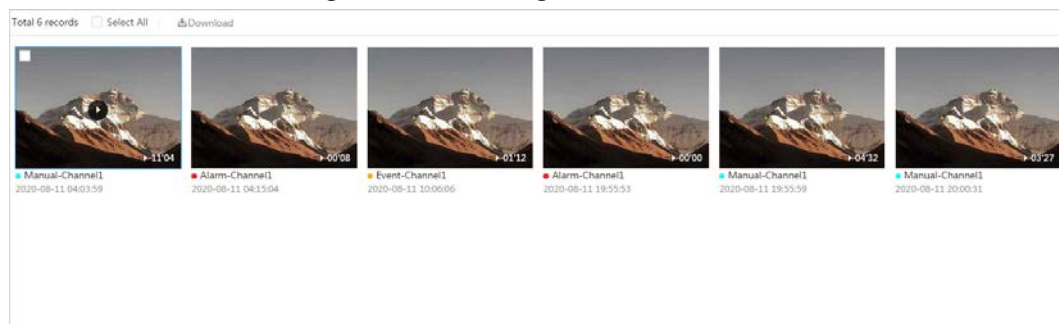 Total 6 records Select All Download
11'04 00'08 01'12 00'00 04'32 03'27
Manual-Channel1 Alarm-Channel1 Event-Channel1 Alarm-Channel1 Manual-Channel1 Manual-Channel1
2020-08-11 04:03:59 2020-08-11 04:15:04 2020-08-11 10:06:06 2020-08-11 19:55:53 2020-08-11 19:55:59 2020-08-11 20:00:31